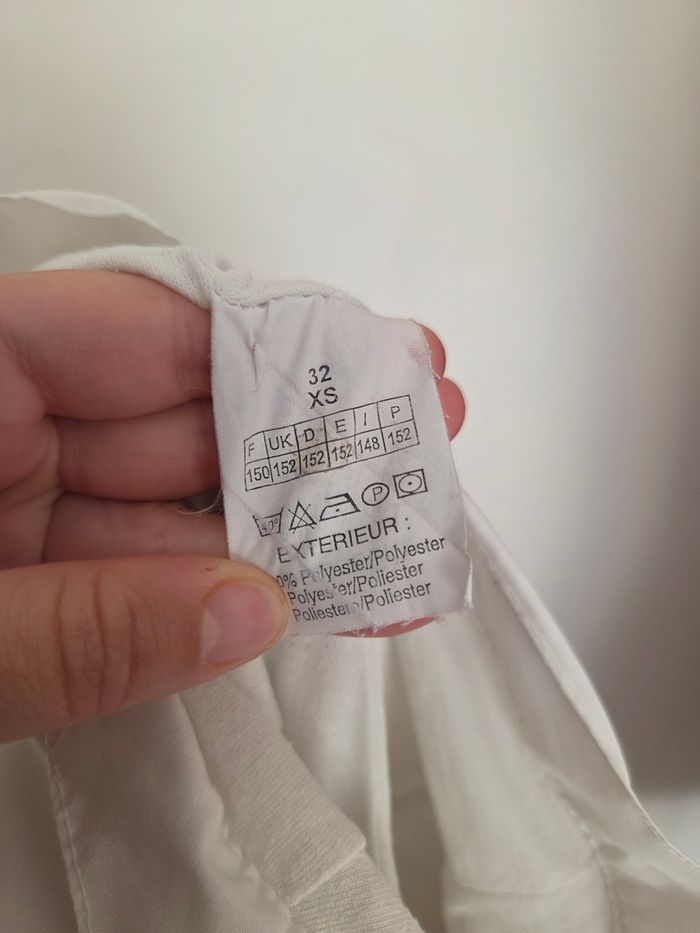 32
XS
F UK D E I P
150 152 152 152 148 152
40° P
EXTERIEUR :
0% Polyester/Polyester
Polyester/Poliester
Poliester/Poliester